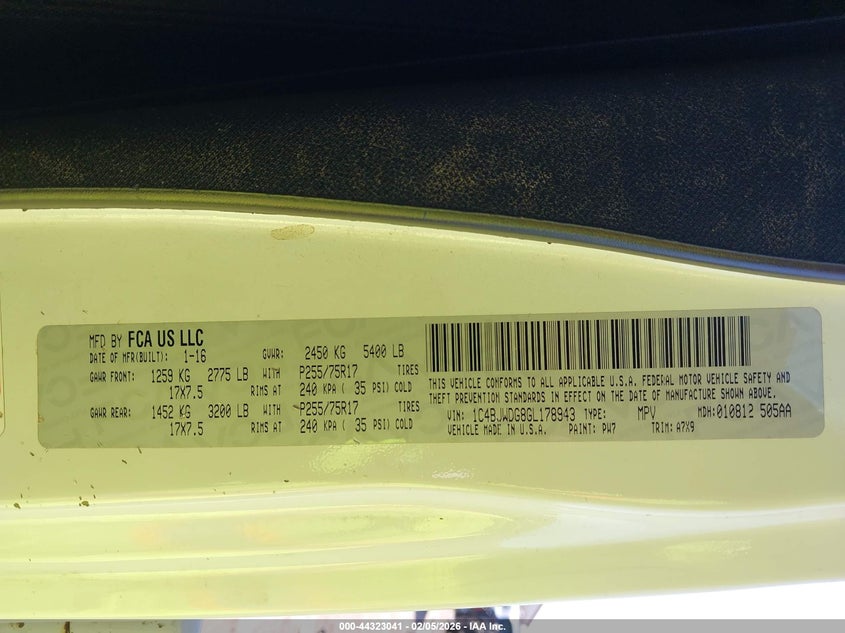 MFD BY FCA US LLC
DATE OF MFR(BUILT): 1-16 GVWR: 2450 KG 5400 LB
GAWR FRONT: 1259 KG 2775 LB WITH P255/75R17 TIRES
17X7.5 RIMS AT 240 KPA ( 35 PSI) COLD
GAWR REAR: 1452 KG 3200 LB WITH P255/75R17 TIRES
17X7.5 RIMS AT 240 KPA ( 35 PSI) COLD
THIS VEHICLE CONFORMS TO ALL APPLICABLE U.S.A. FEDERAL MOTOR VEHICLE SAFETY AND
THEFT PREVENTION STANDARDS IN EFFECT ON THE DATE OF MANUFACTURE SHOWN ABOVE.
VIN: 1C4BJWDG8GL178943 TYPE: MPV MDH: 010812 505AA
VEHICLE MADE IN U.S.A. PAINT: PW7 TRIM: A7X9
000-44323041 - 02/05/2026 - IAA Inc.